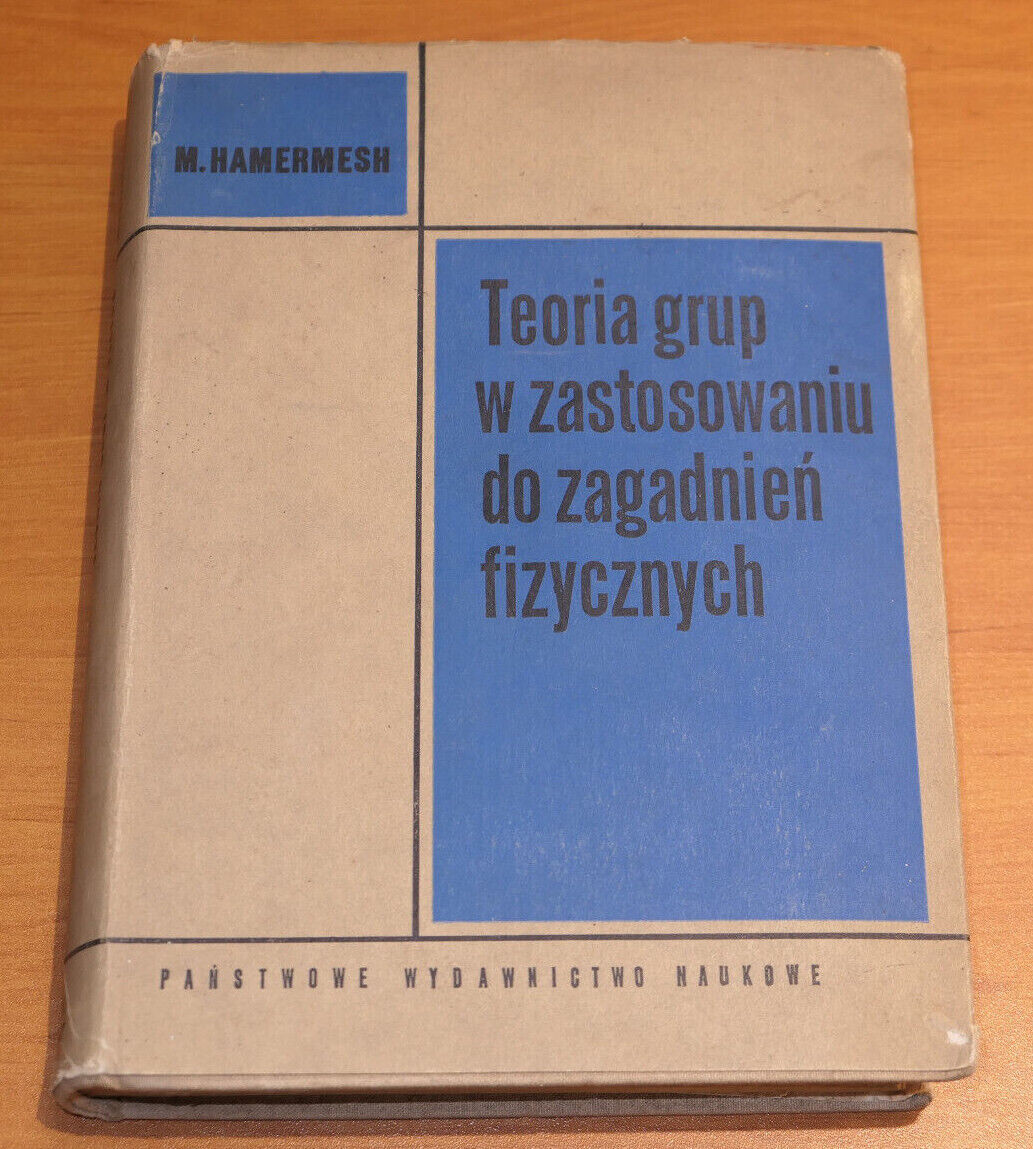 M. HAMERMESH
Teoria grup
w zastosowaniu
do zagadnień
fizycznych
PAŃSTWOWE WYDAWNICTWO NAUKOWE